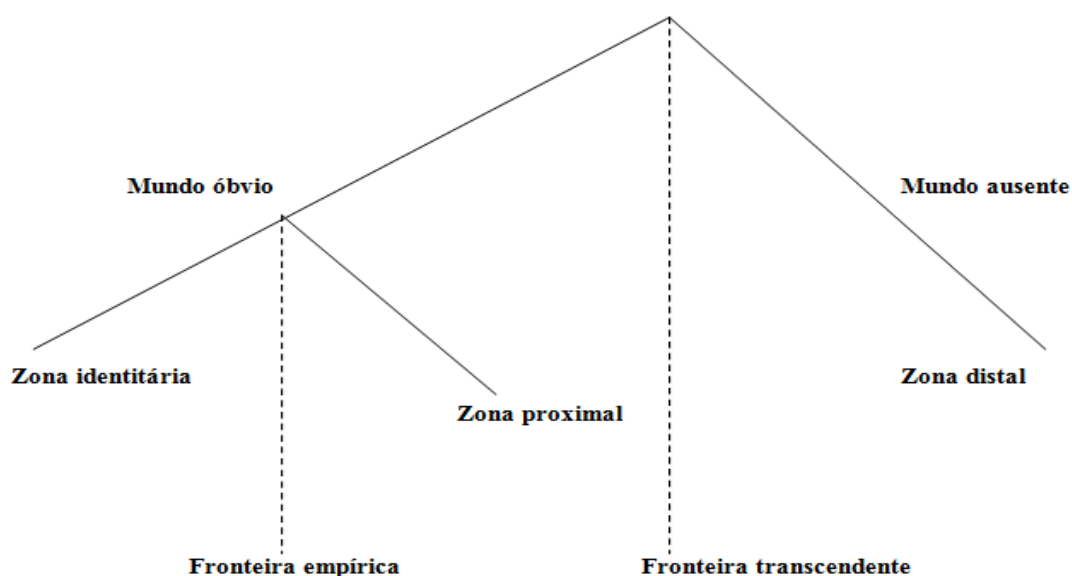 Mundo óbvio
Mundo ausente
Zona identitária
Zona distal
Zona proximal
Fronteira empírica
Fronteira transcendente